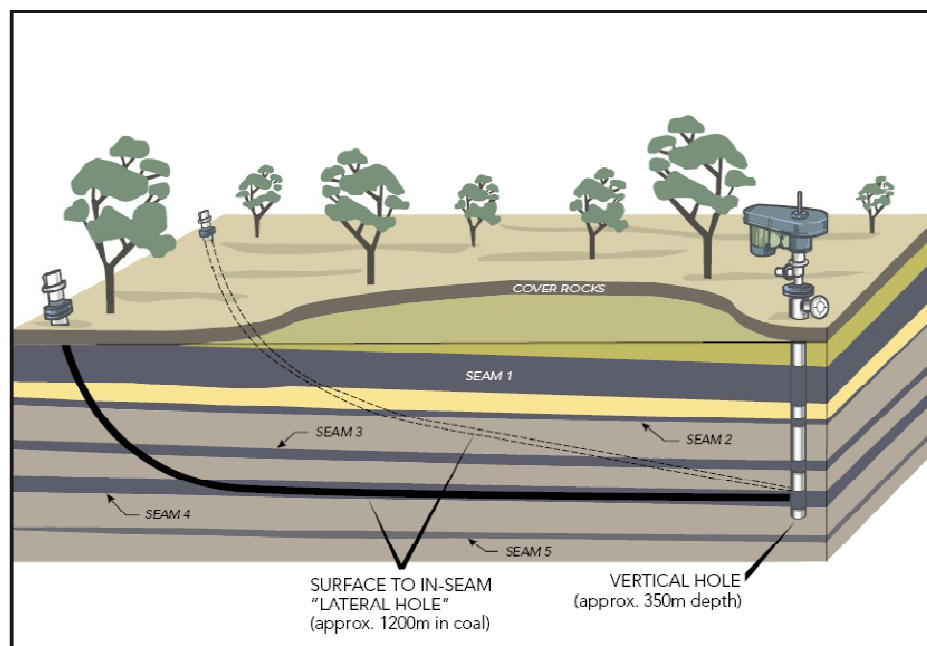 COVER ROCKS
SEAM 1
SEAM 2
SEAM 3
SEAM 4
SEAM 5
SURFACE TO IN-SEAM
"LATERAL HOLE"
(approx. 1200m in coal)
VERTICAL HOLE
(approx. 350m depth)